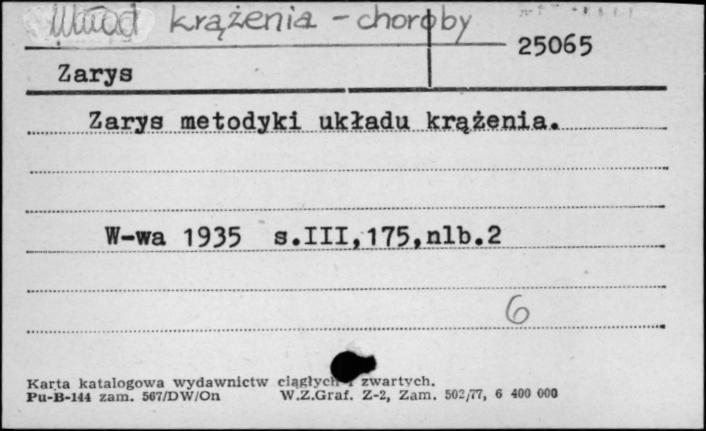 Układ krążenia - choroby
25065
Zarys
Zarys metodyki układu krążenia.
W-wa 1935 s.III,175,nlb.2
6
Karta katalogowa wydawnictw ciągłych i zwartych.
Pu-B-144 zam. 567/DW/On W.Z.Graf. Z-2, Zam. 502/77, 6 400 000